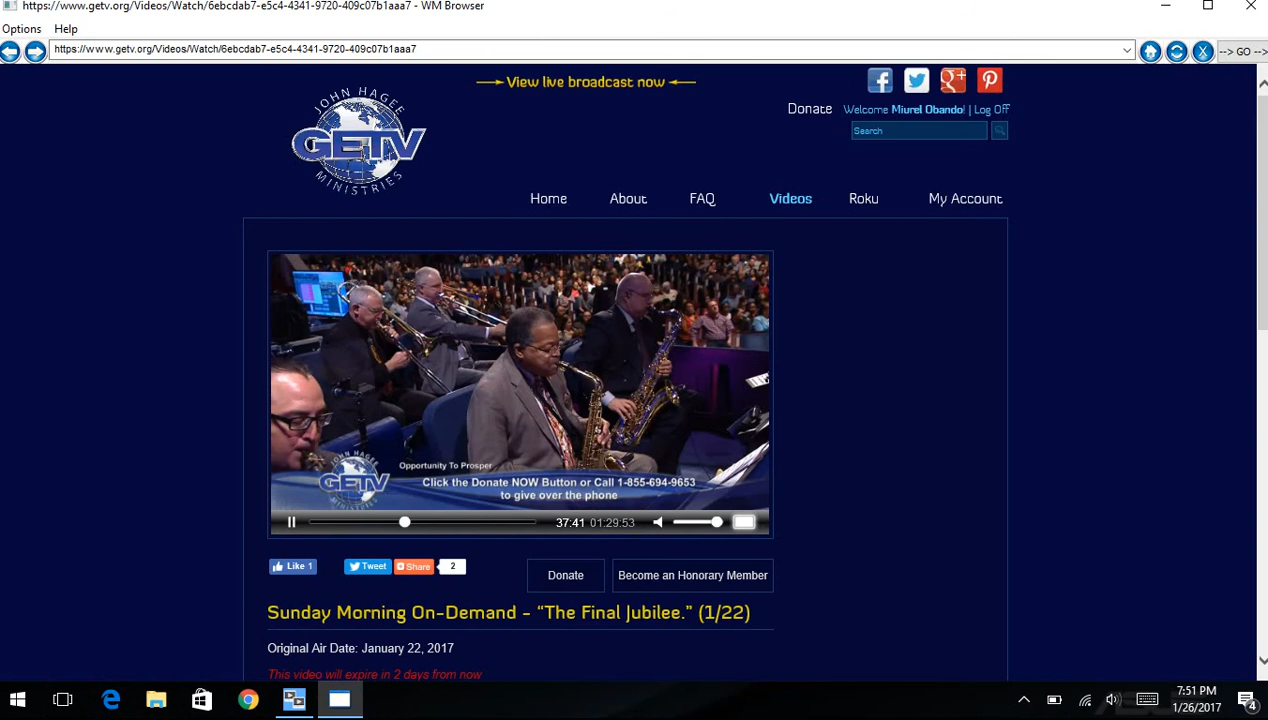 https://www.getv.org/Videos/Watch/6ebcdab7-e5c4-4341-9720-409c07b1aaa7 - WM Browser
Options Help
https://www.getv.org/Videos/Watch/6ebcdab7-e5c4-4341-9720-409c07b1aaa7
--> GO -->
View live broadcast now
JOHN HAGEE
GETV
MINISTRIES
Donate Welcome Miurel Obando! | Log Off
Search
Home About FAQ Videos Roku My Account
Opportunity To Prosper
JOHN HAGEE
GETV
Click the Donate NOW Button or Call 1-855-694-9653
to give over the phone
37:41 01:29:53
Like 1 Tweet Share 2
Donate Become an Honorary Member
Sunday Morning On-Demand - “The Final Jubilee.” (1/22)
Original Air Date: January 22, 2017
This video will expire in 2 days from now
7:51 PM
1/26/2017
4